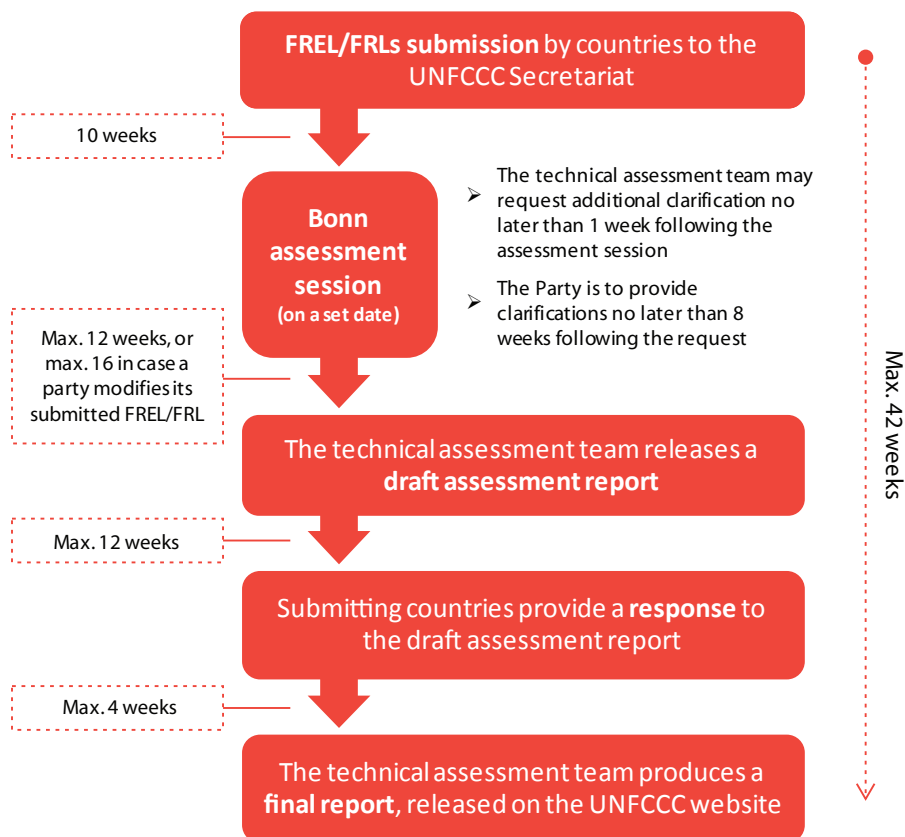 FREL/FRLs submission by countries to the
UNFCCC Secretariat
10 weeks
Bonn
assessment
session
(on a set date)
➢ The technical assessment team may
request additional clarification no
later than 1 week following the
assessment session
➢ The Party is to provide
clarifications no later than 8
weeks following the request
Max. 12 weeks, or
max. 16 in case a
party modifies its
submitted FREL/FRL
The technical assessment team releases a
draft assessment report
Max. 12 weeks
Submitting countries provide a response to
the draft assessment report
Max. 4 weeks
The technical assessment team produces a
final report, released on the UNFCCC website
Max. 42 weeks